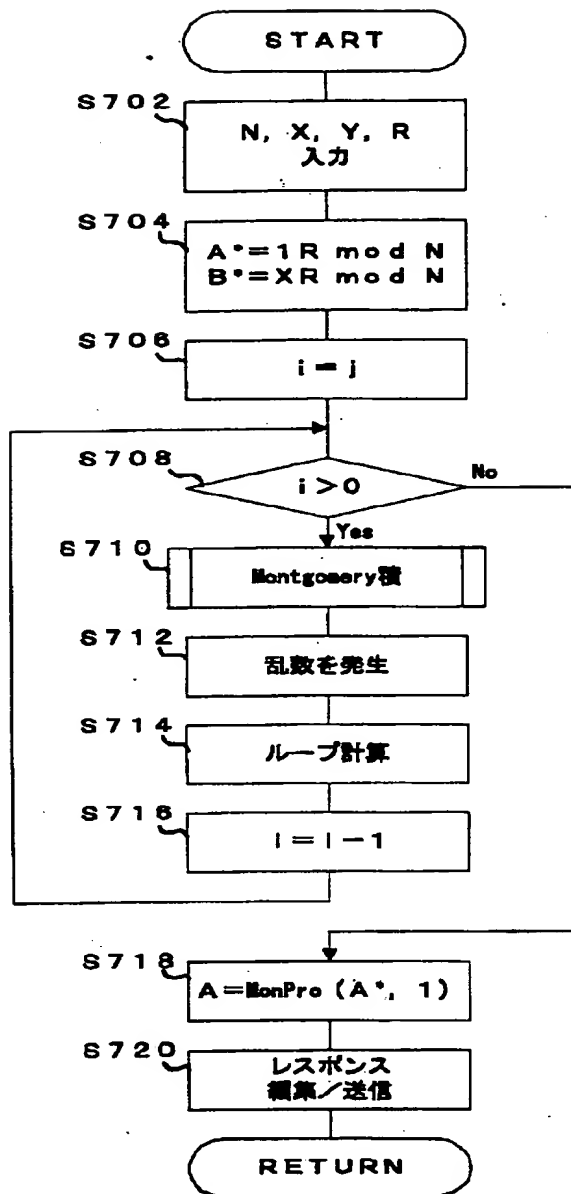 START
S702
N, X, Y, R
入力
S704
A*=1R mod N
B*=XR mod N
S706
i=j
S708
i>0
No
Yes
S710
Montgomery積
S712
乱数を発生
S714
ループ計算
S716
i=i-1
S718
A=MonPro(A*, 1)
S720
レスポンス
編集/送信
RETURN